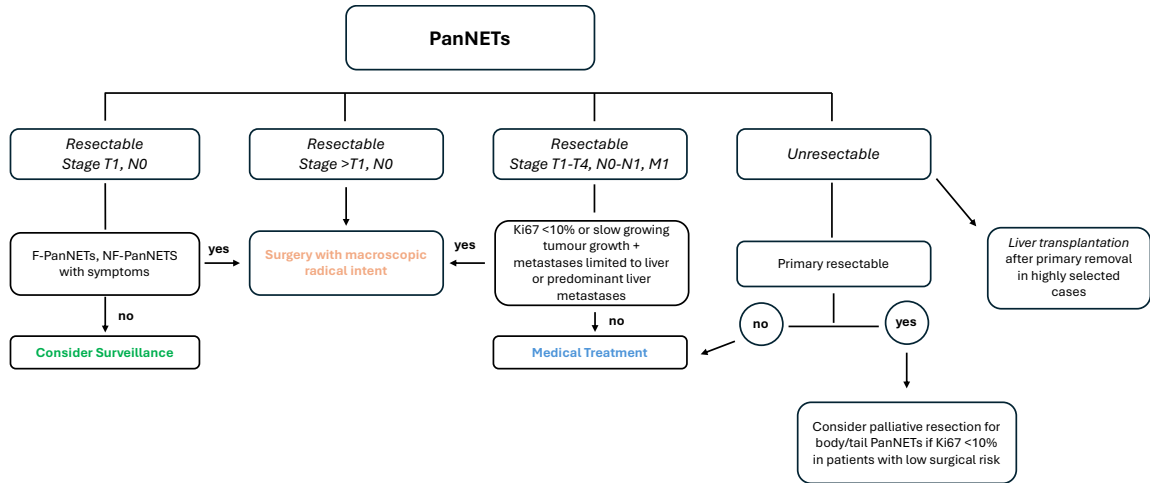 PanNETs
Resectable
Stage T1, N0
Resectable
Stage >T1, N0
Resectable
Stage T1-T4, N0-N1, M1
Unresectable
F-PanNETs, NF-PanNETS
with symptoms
yes
Surgery with macroscopic
radical intent
yes
Ki67 <10% or slow growing
tumour growth +
metastases limited to liver
or predominant liver
metastases
Primary resectable
Liver transplantation
after primary removal
in highly selected
cases
no
no
no
yes
Consider Surveillance
Medical Treatment
Consider palliative resection for
body/tail PanNETs if Ki67 <10%
in patients with low surgical risk